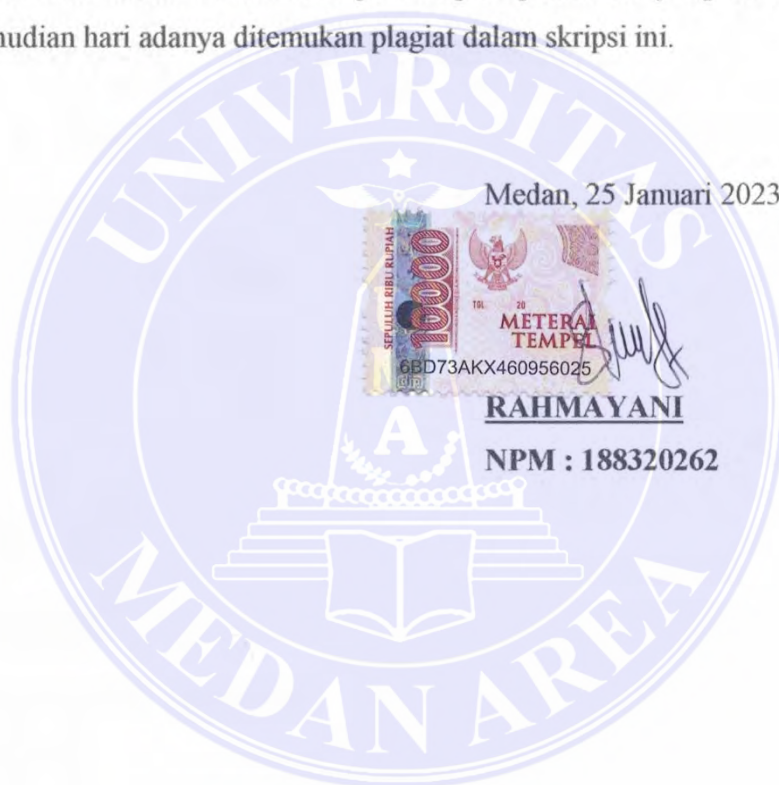 mudian hari adanya ditemukan plagiat dalam skripsi ini.
UNIVERSITAS
Medan, 25 Januari 2023
SEPULUH RIBU RUPIAH
10000
TGL. 20
METERAI
TEMPEL
6BD73AKX460956025
RAHMAYANI
A
NPM : 188320262
MEDAN AREA